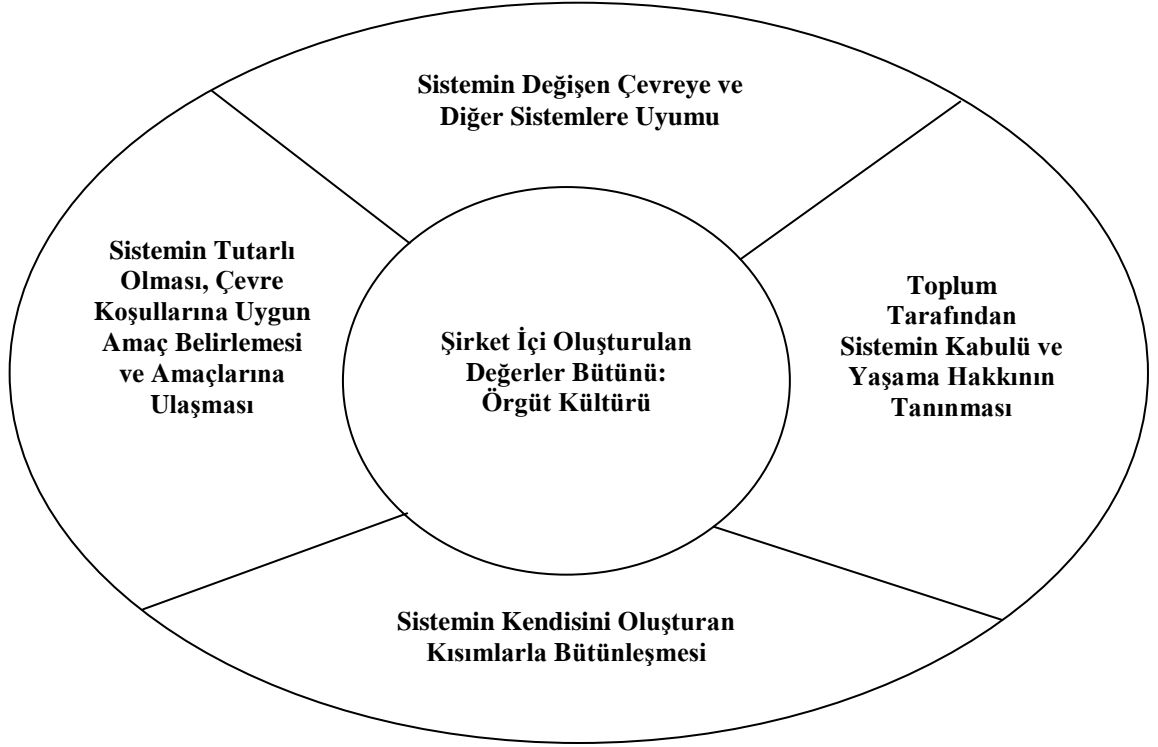 Sistemin Değişen Çevreye ve
Diğer Sistemlere Uyumu
Sistemin Tutarlı
Olması, Çevre
Koşullarına Uygun
Amaç Belirlemesi
ve Amaçlarına
Ulaşması
Şirket İçi Oluşturulan
Değerler Bütünü:
Örgüt Kültürü
Toplum
Tarafından
Sistemin Kabulü ve
Yaşama Hakkının
Tanınması
Sistemin Kendisini Oluşturan
Kısımlarla Bütünleşmesi